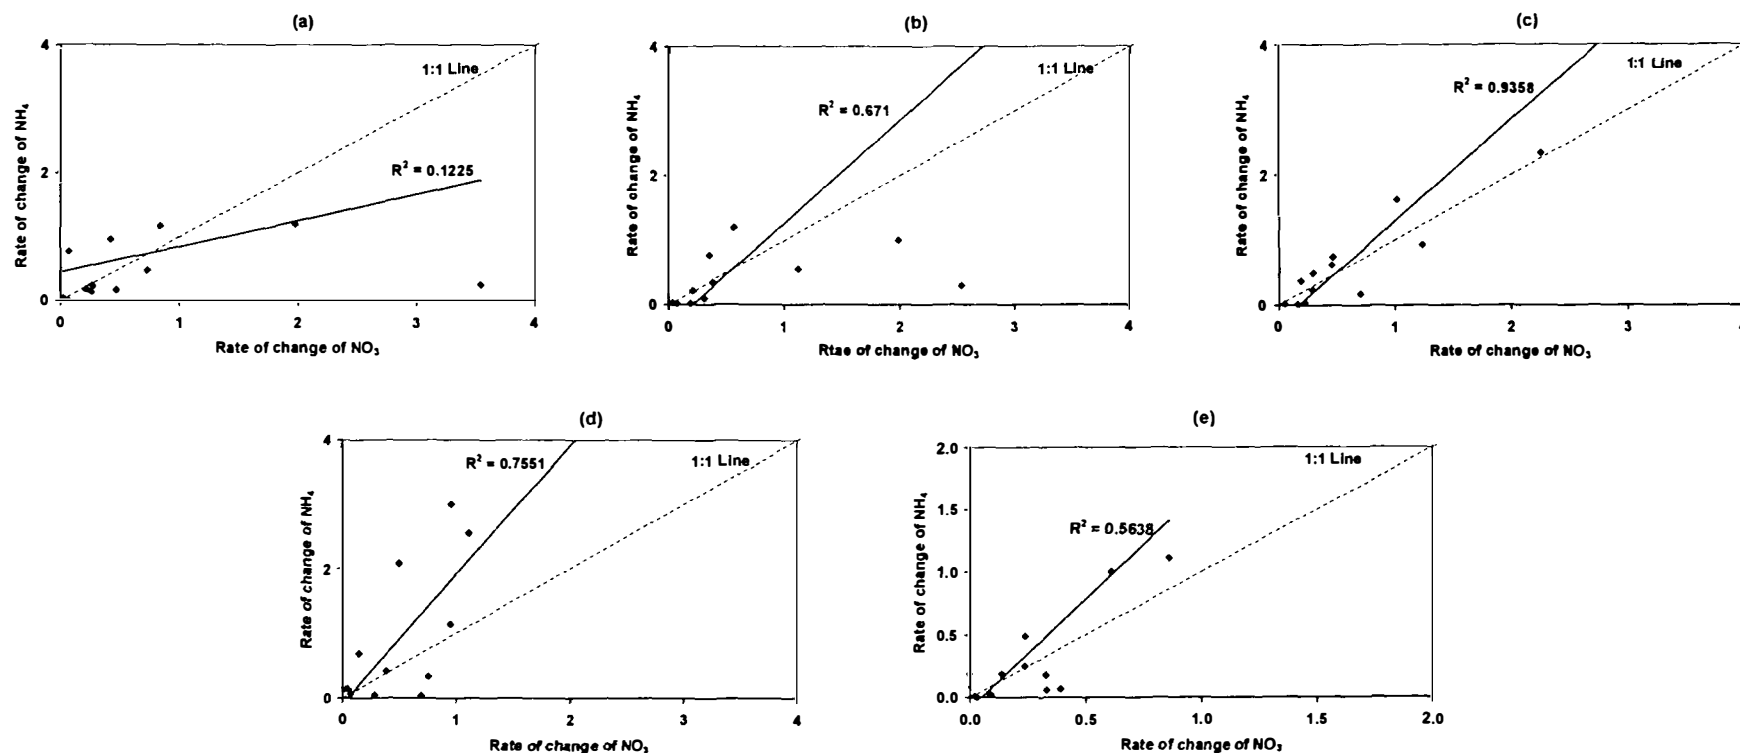 (a)
4
1:1 Line
R² = 0.1225
2
0
0 1 2 3 4
Rate of change of NH₄
Rate of change of NO₃
(b)
4
1:1 Line
R² = 0.671
2
0
0 1 2 3 4
Rate of change of NH₄
Rtae of change of NO₃
(c)
4
1:1 Line
R² = 0.9358
2
0
0 1 2 3 4
Rate of change of NH₄
Rate of change of NO₃
(d)
4
R² = 0.7551
1:1 Line
2
0
0 1 2 3 4
Rate of change of NH₄
Rate of change of NO₃
(e)
2.0
1:1 Line
1.5
R² = 0.5638
1.0
0.5
0.0
0.0 0.5 1.0 1.5 2.0
Rate of change of NH₄
Rate of change of NO₃